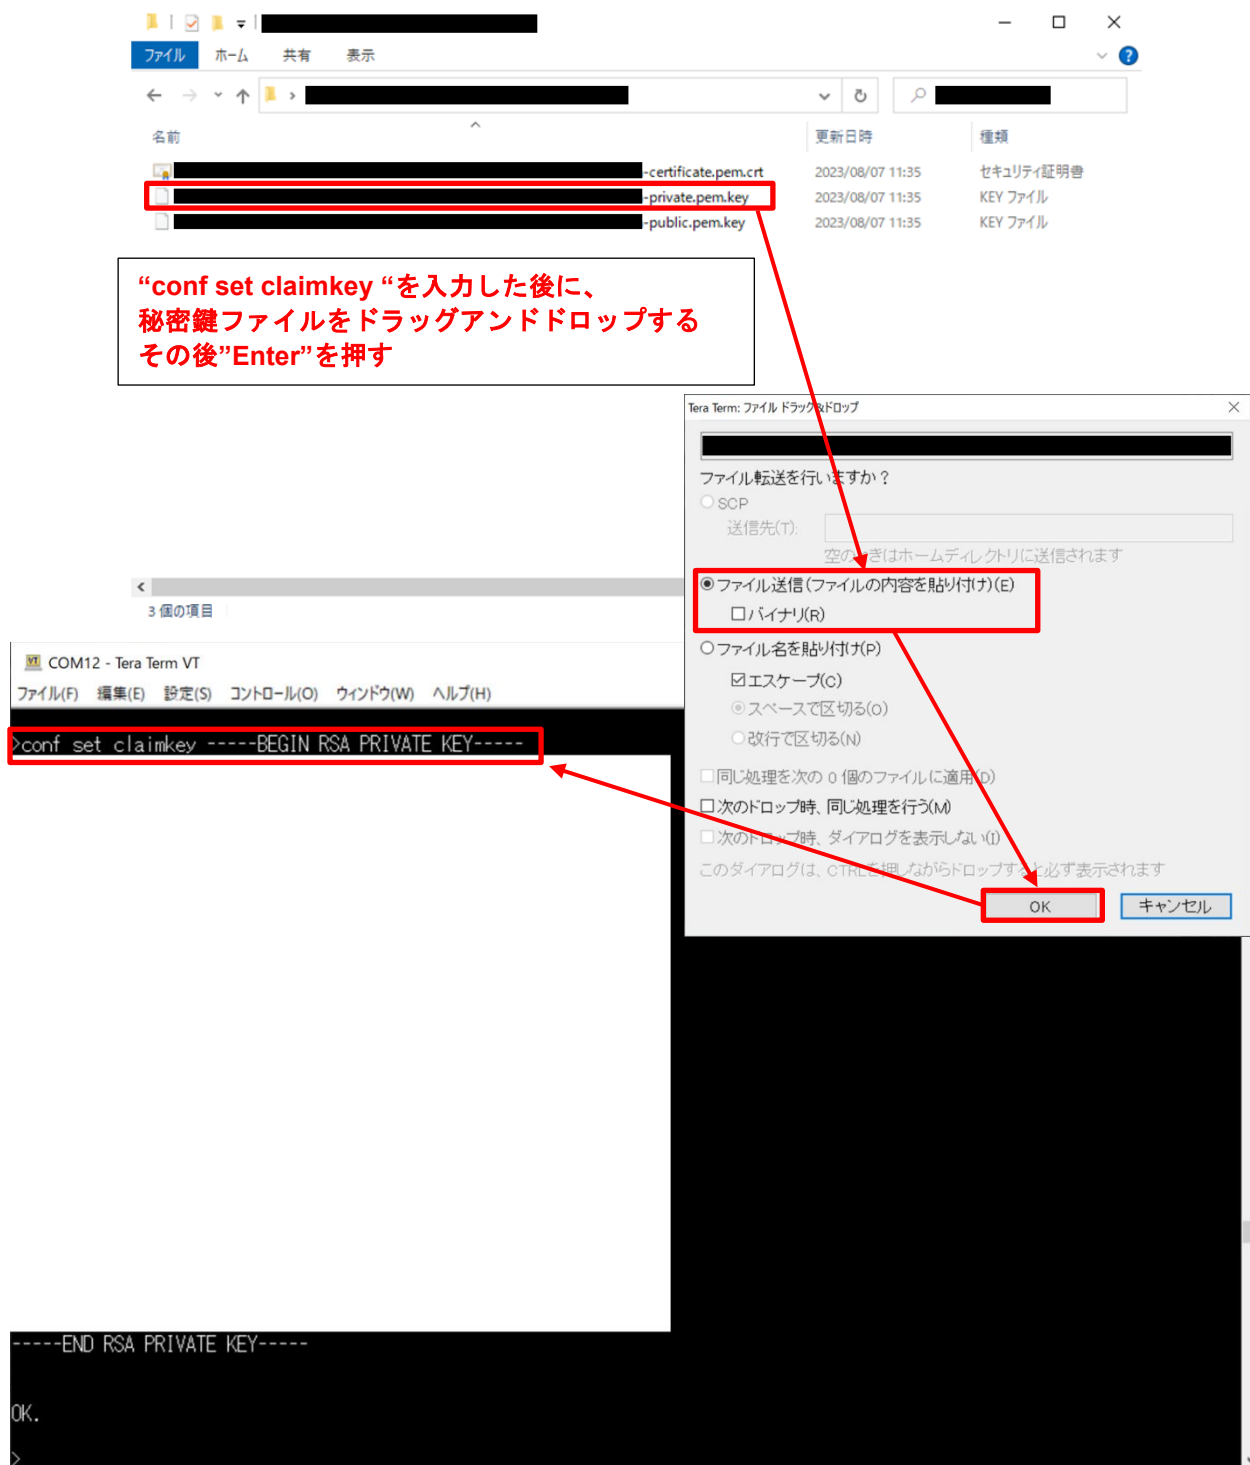 ファイル ホーム 共有 表示
名前 更新日時 種類
-certificate.pem.crt 2023/08/07 11:35 セキュリティ証明書
-private.pem.key 2023/08/07 11:35 KEY ファイル
-public.pem.key 2023/08/07 11:35 KEY ファイル
“conf set claimkey “を入力した後に、
秘密鍵ファイルをドラッグアンドドロップする
その後”Enter”を押す
Tera Term: ファイル ドラッグ&ドロップ
ファイル転送を行いますか?
SCP
送信先(T):
空のときはホームディレクトリに送信されます
ファイル送信(ファイルの内容を貼り付け)(E)
バイナリ(R)
ファイル名を貼り付け(P)
エスケープ(C)
スペースで区切る(O)
改行で区切る(N)
同じ処理を次の 0 個のファイルに適用(D)
次のドロップ時、同じ処理を行う(M)
次のドロップ時、ダイアログを表示しない(I)
このダイアログは、CTRLを押しながらドロップすると必ず表示されます
OK キャンセル
3 個の項目
COM12 - Tera Term VT
ファイル(F) 編集(E) 設定(S) コントロール(O) ウィンドウ(W) ヘルプ(H)
>conf set claimkey -----BEGIN RSA PRIVATE KEY-----
-----END RSA PRIVATE KEY-----
OK.
>